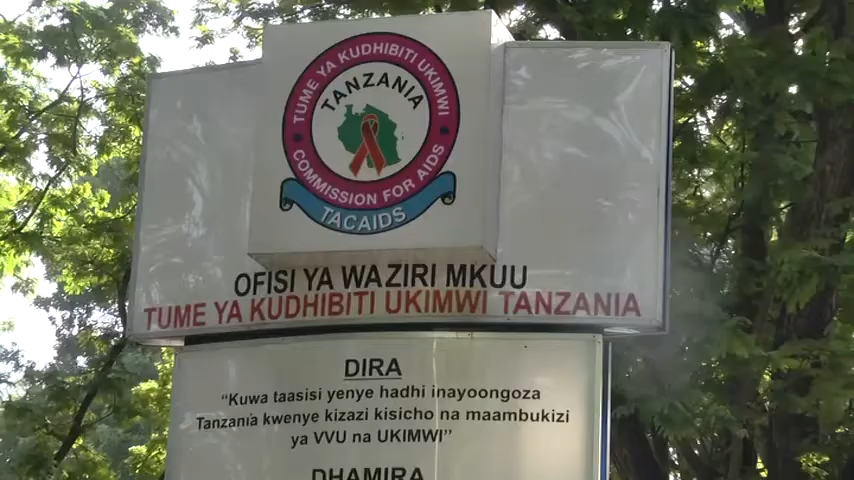 TUME YA KUDHIBITI UKIMWI
TANZANIA
COMMISSION FOR AIDS
TACAIDS
OFISI YA WAZIRI MKUU
TUME YA KUDHIBITI UKIMWI TANZANIA
DIRA
“Kuwa taasisi yenye hadhi inayoongoza
Tanzania kwenye kizazi kisicho na maambukizi
ya VVU na UKIMWI”
DHAMIRA